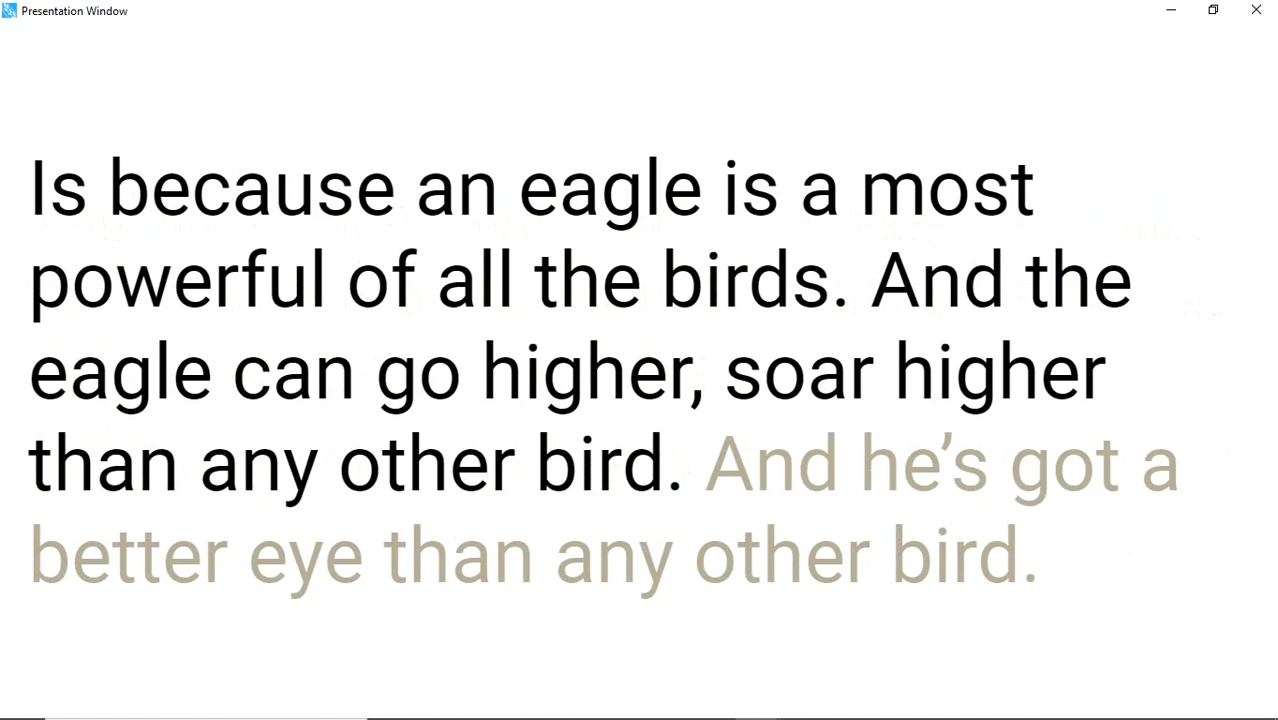 Presentation Window
Is because an eagle is a most
powerful of all the birds. And the
eagle can go higher, soar higher
than any other bird. And he’s got a
better eye than any other bird.